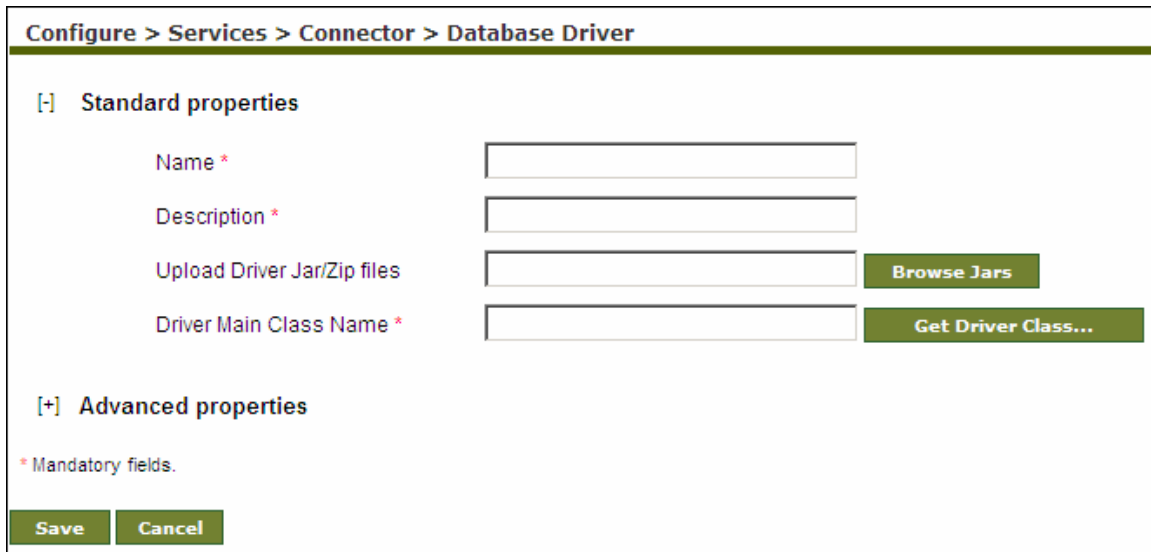 Configure > Services > Connector > Database Driver
[-] Standard properties
Name *
Description *
Upload Driver Jar/Zip files Browse Jars
Driver Main Class Name * Get Driver Class...
[+] Advanced properties
* Mandatory fields.
Save Cancel